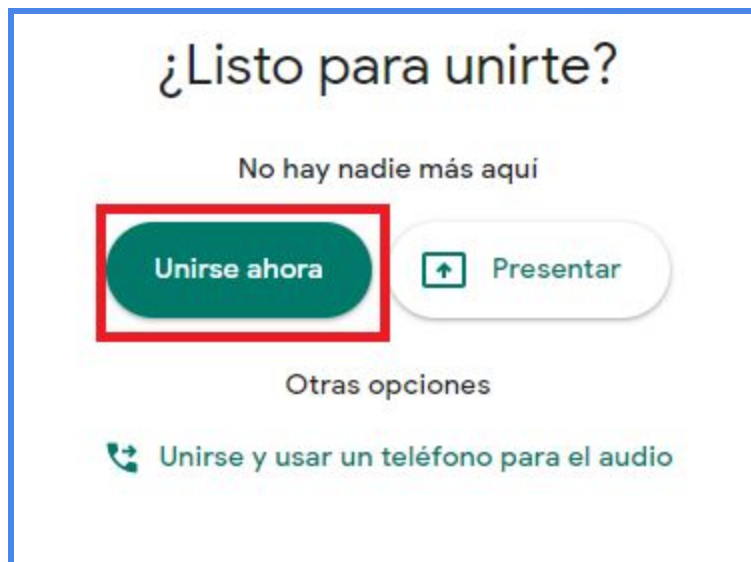 ¿Listo para unirte?
No hay nadie más aquí
Unirse ahora
Presentar
Otras opciones
Unirse y usar un teléfono para el audio